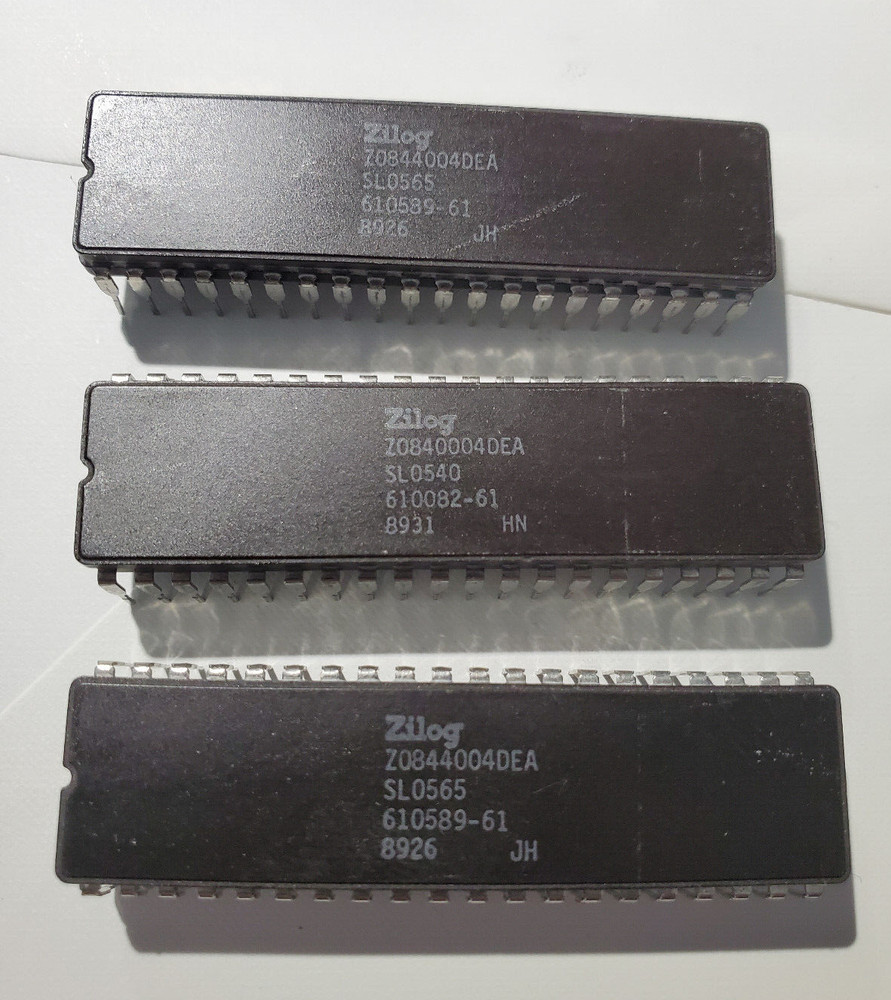 Zilog
Z0844004DEA
SL0565
610589-61
8926 JH
Zilog
Z0840004DEA
SL0540
610082-61
8931 HN
Zilog
Z0844004DEA
SL0565
610589-61
8926 JH